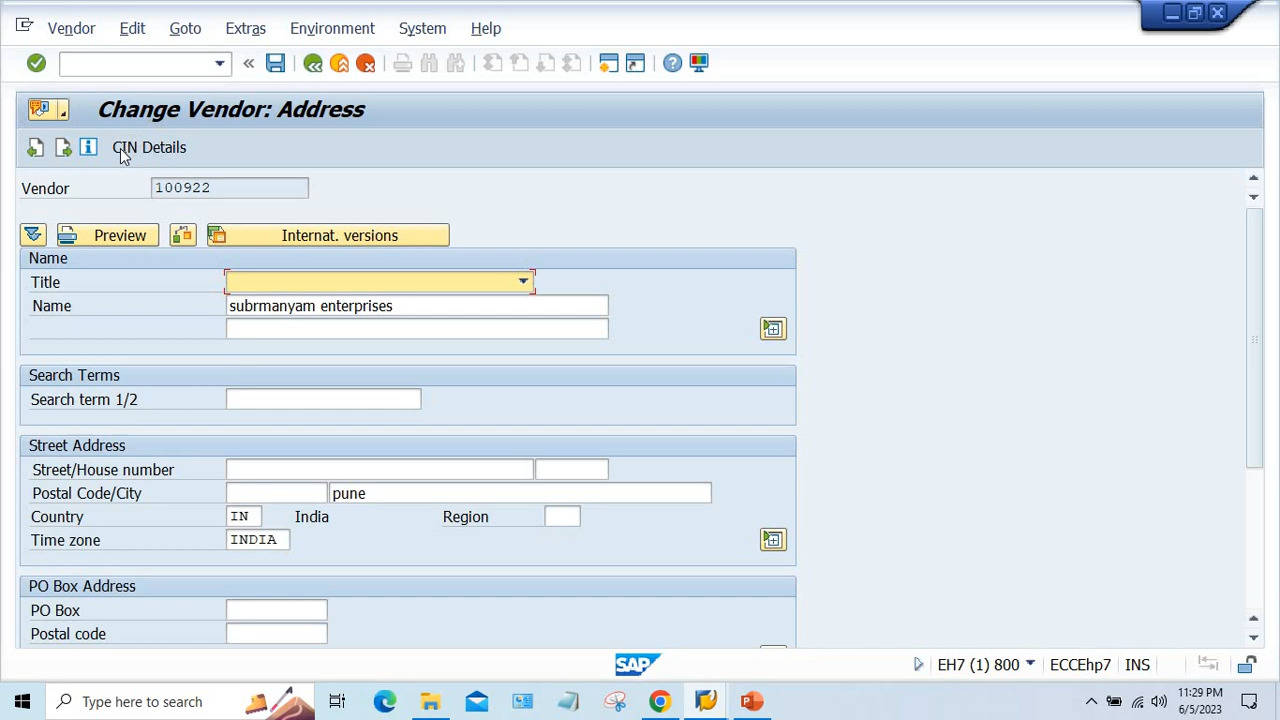 Vendor Edit Goto Extras Environment System Help
Change Vendor: Address
CIN Details
Vendor 100922
Preview Internat. versions
Name
Title
Name subrmanyam enterprises
Search Terms
Search term 1/2
Street Address
Street/House number
Postal Code/City pune
Country IN India Region
Time zone INDIA
PO Box Address
PO Box
Postal code
SAP EH7 (1) 800 ECCEhp7 INS
Type here to search
11:29 PM
6/5/2023